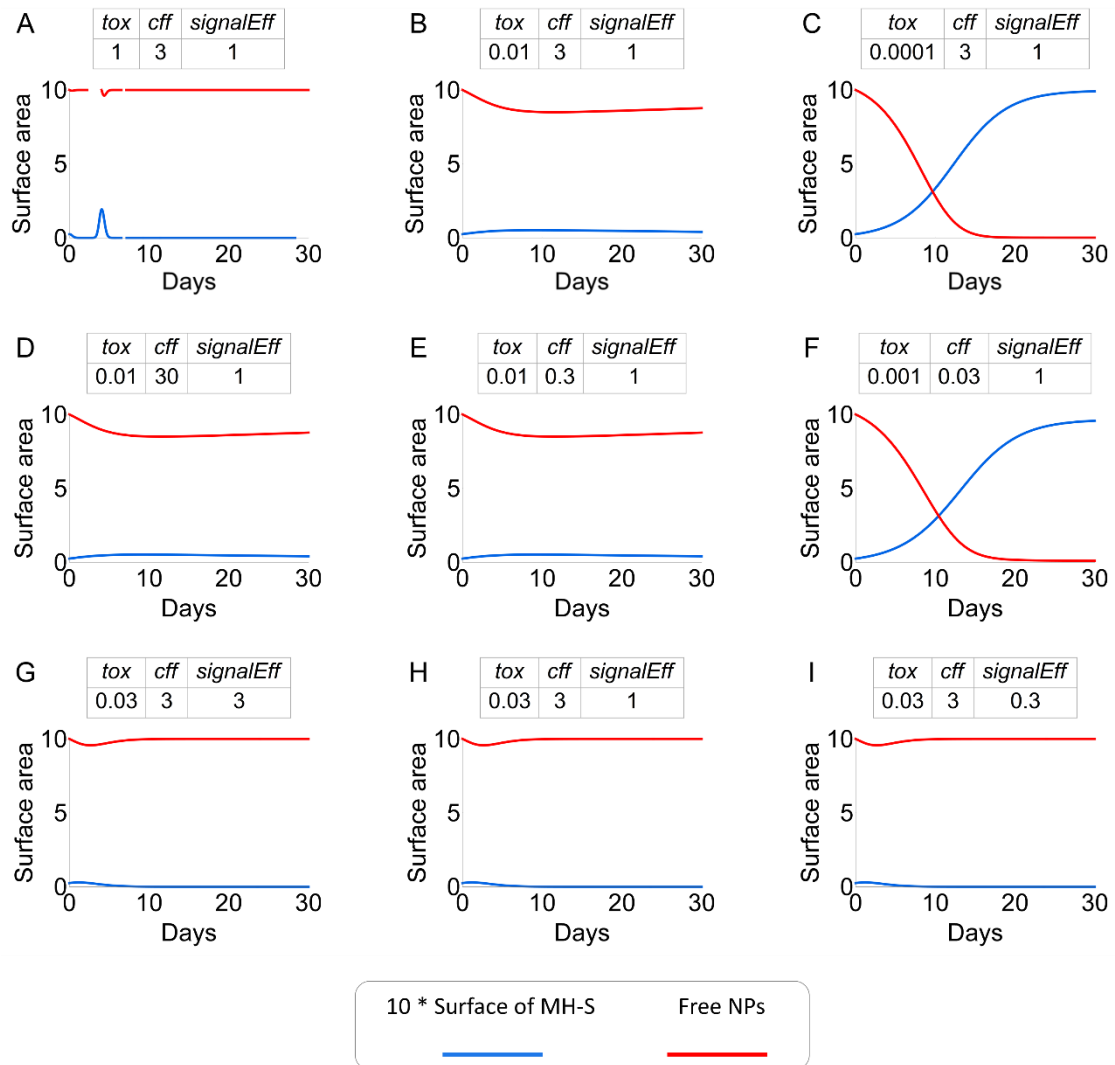 A
tox cff signalEff
1 3 1
B
tox cff signalEff
0.01 3 1
C
tox cff signalEff
0.0001 3 1
Surface area
10
5
0
0 10 20 30
Days
Surface area
10
5
0
0 10 20 30
Days
Surface area
10
5
0
0 10 20 30
Days
D
tox cff signalEff
0.01 30 1
E
tox cff signalEff
0.01 0.3 1
F
tox cff signalEff
0.001 0.03 1
Surface area
10
5
0
0 10 20 30
Days
Surface area
10
5
0
0 10 20 30
Days
Surface area
10
5
0
0 10 20 30
Days
G
tox cff signalEff
0.03 3 3
H
tox cff signalEff
0.03 3 1
I
tox cff signalEff
0.03 3 0.3
Surface area
10
5
0
0 10 20 30
Days
Surface area
10
5
0
0 10 20 30
Days
Surface area
10
5
0
0 10 20 30
Days
10 * Surface of MH-S Free NPs